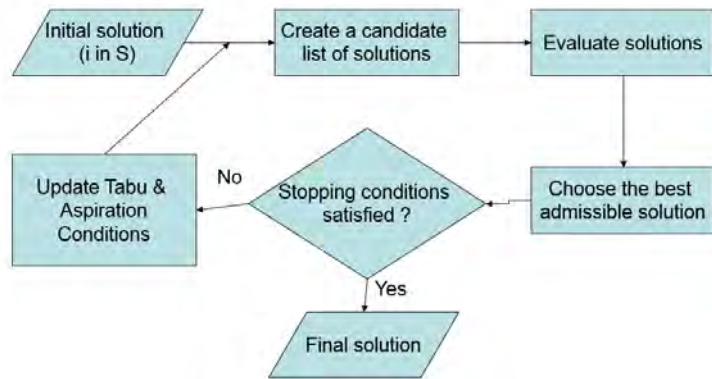 Initial solution
(i in S)
Create a candidate
list of solutions
Evaluate solutions
Choose the best
admissible solution
Stopping conditions
satisfied ?
No
Update Tabu &
Aspiration
Conditions
Yes
Final solution